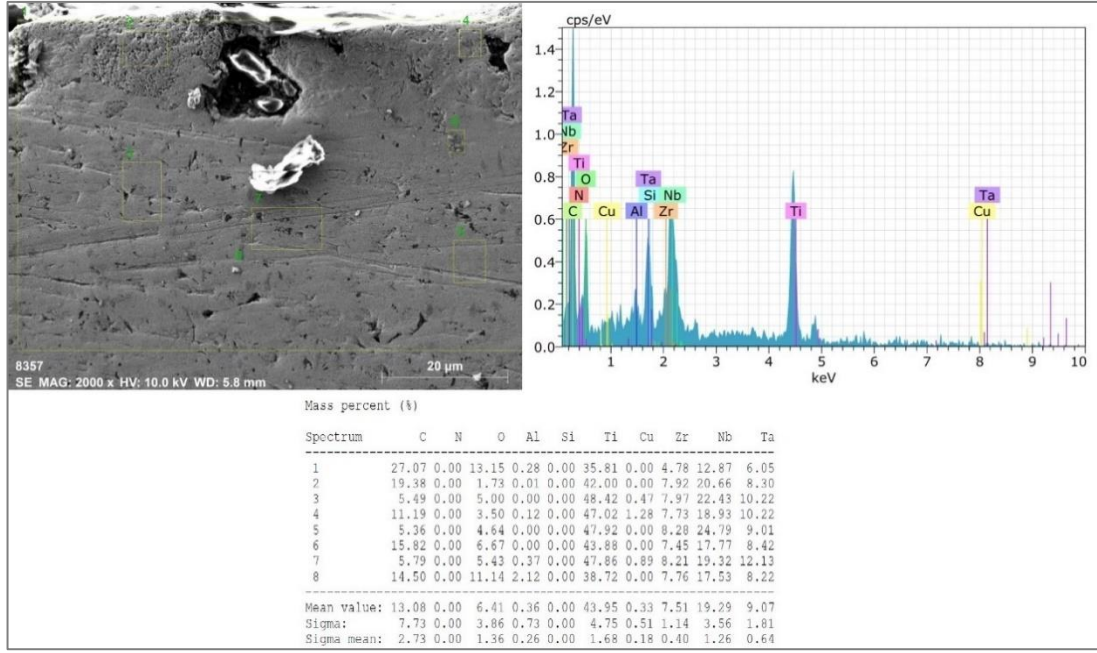 1
2
4
8357
SE MAG: 2000 x HV: 10.0 kV WD: 5.8 mm
20 µm
cps/eV
1.4
1.2
1.0
0.8
0.6
0.4
0.2
0.0
Ta
Nb
Zr
Ti
O
N
C
Cu
Al
Ta
Si Nb
Zr
Ti
Ta
Cu
1 2 3 4 5 6 7 8 9 10
keV
Mass percent (%)
Spectrum C N O Al Si Ti Cu Zr Nb Ta
1 27.07 0.00 13.15 0.28 0.00 35.81 0.00 4.78 12.87 6.05
2 19.38 0.00 1.73 0.01 0.00 42.00 0.00 7.92 20.66 8.30
3 5.49 0.00 5.00 0.00 0.00 48.42 0.47 7.97 22.43 10.22
4 11.19 0.00 3.50 0.12 0.00 47.02 1.28 7.73 18.93 10.22
5 5.36 0.00 4.64 0.00 0.00 47.92 0.00 8.28 24.79 9.01
6 15.82 0.00 6.67 0.00 0.00 43.88 0.00 7.45 17.77 8.42
7 5.79 0.00 5.43 0.37 0.00 47.86 0.89 8.21 19.32 12.13
8 14.50 0.00 11.14 2.12 0.00 38.72 0.00 7.76 17.53 8.22
Mean value: 13.08 0.00 6.41 0.36 0.00 43.95 0.33 7.51 19.29 9.07
Sigma: 7.73 0.00 3.86 0.73 0.00 4.75 0.51 1.14 3.56 1.81
Sigma mean: 2.73 0.00 1.36 0.26 0.00 1.68 0.18 0.40 1.26 0.64